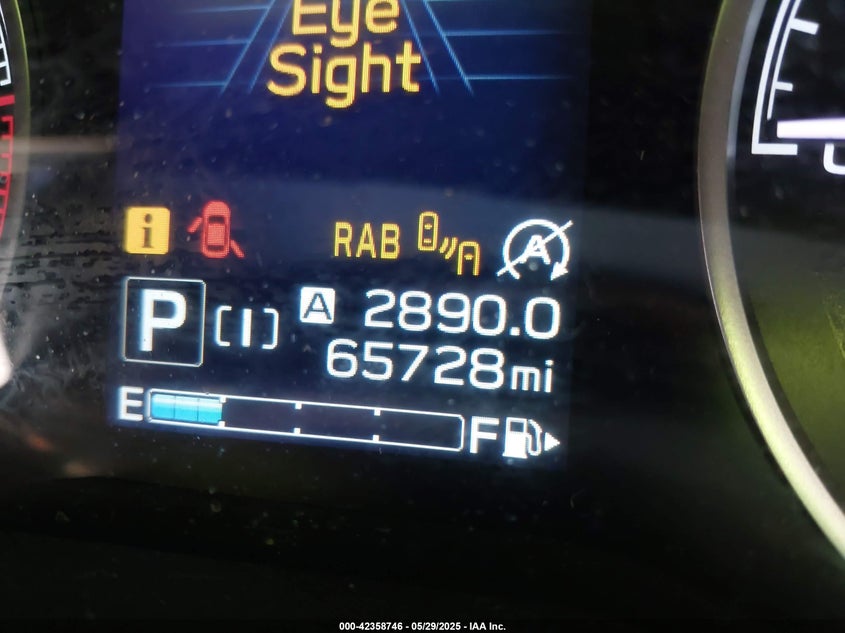 Eye
Sight
i RAB A
P [I] A 2890.0
65728mi
E F
000-42358746 - 05/29/2025 - IAA Inc.